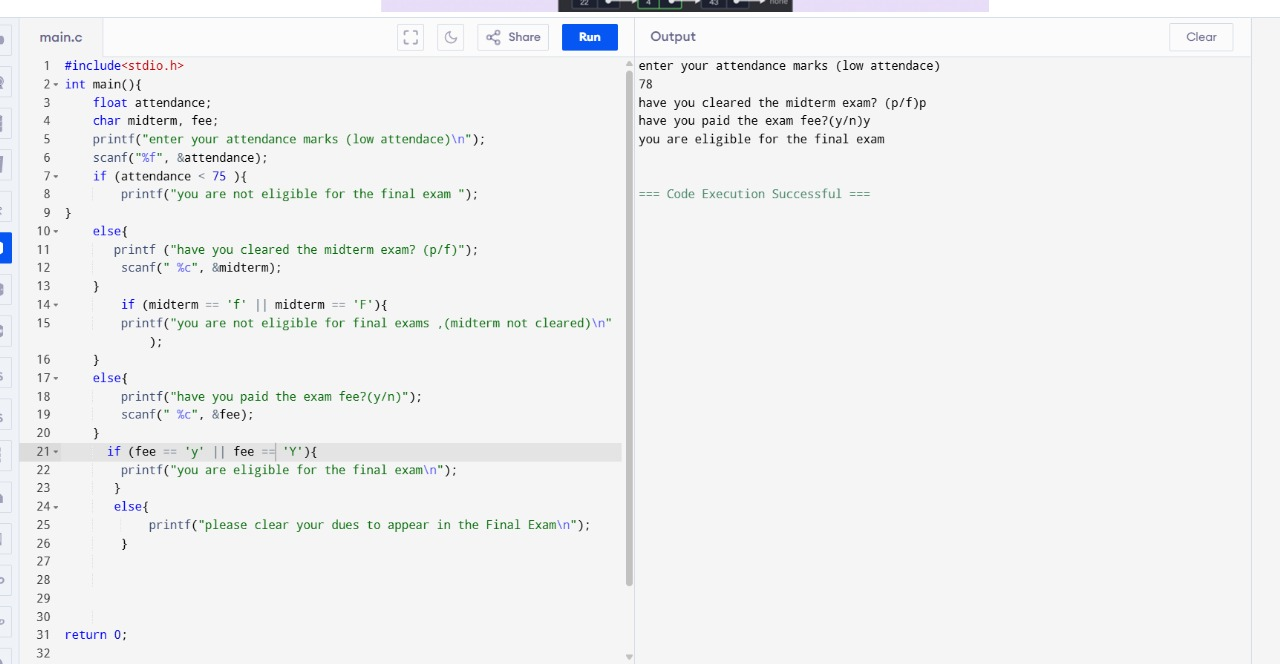 22 4 43 none
main.c Share Run Output Clear
1 #include<stdio.h>
2 int main(){
3 float attendance;
4 char midterm, fee;
5 printf("enter your attendance marks (low attendace)\n");
6 scanf("%f", &attendance);
7 if (attendance < 75 ){
8 printf("you are not eligible for the final exam ");
9 }
10 else{
11 printf ("have you cleared the midterm exam? (p/f)");
12 scanf(" %c", &midterm);
13 }
14 if (midterm == 'f' || midterm == 'F'){
15 printf("you are not eligible for final exams ,(midterm not cleared)\n"
);
16 }
17 else{
18 printf("have you paid the exam fee?(y/n)");
19 scanf(" %c", &fee);
20 }
21 if (fee == 'y' || fee == 'Y'){
22 printf("you are eligible for the final exam\n");
23 }
24 else{
25 printf("please clear your dues to appear in the Final Exam\n");
26 }
27
28
29
30
31 return 0;
32
enter your attendance marks (low attendace)
78
have you cleared the midterm exam? (p/f)p
have you paid the exam fee?(y/n)y
you are eligible for the final exam
=== Code Execution Successful ===